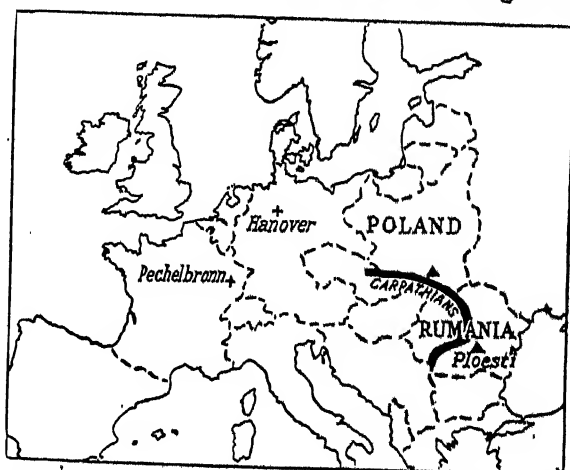 Hanover
POLAND
Pechelbronn
CARPATHIANS
RUMANIA
Ploesti